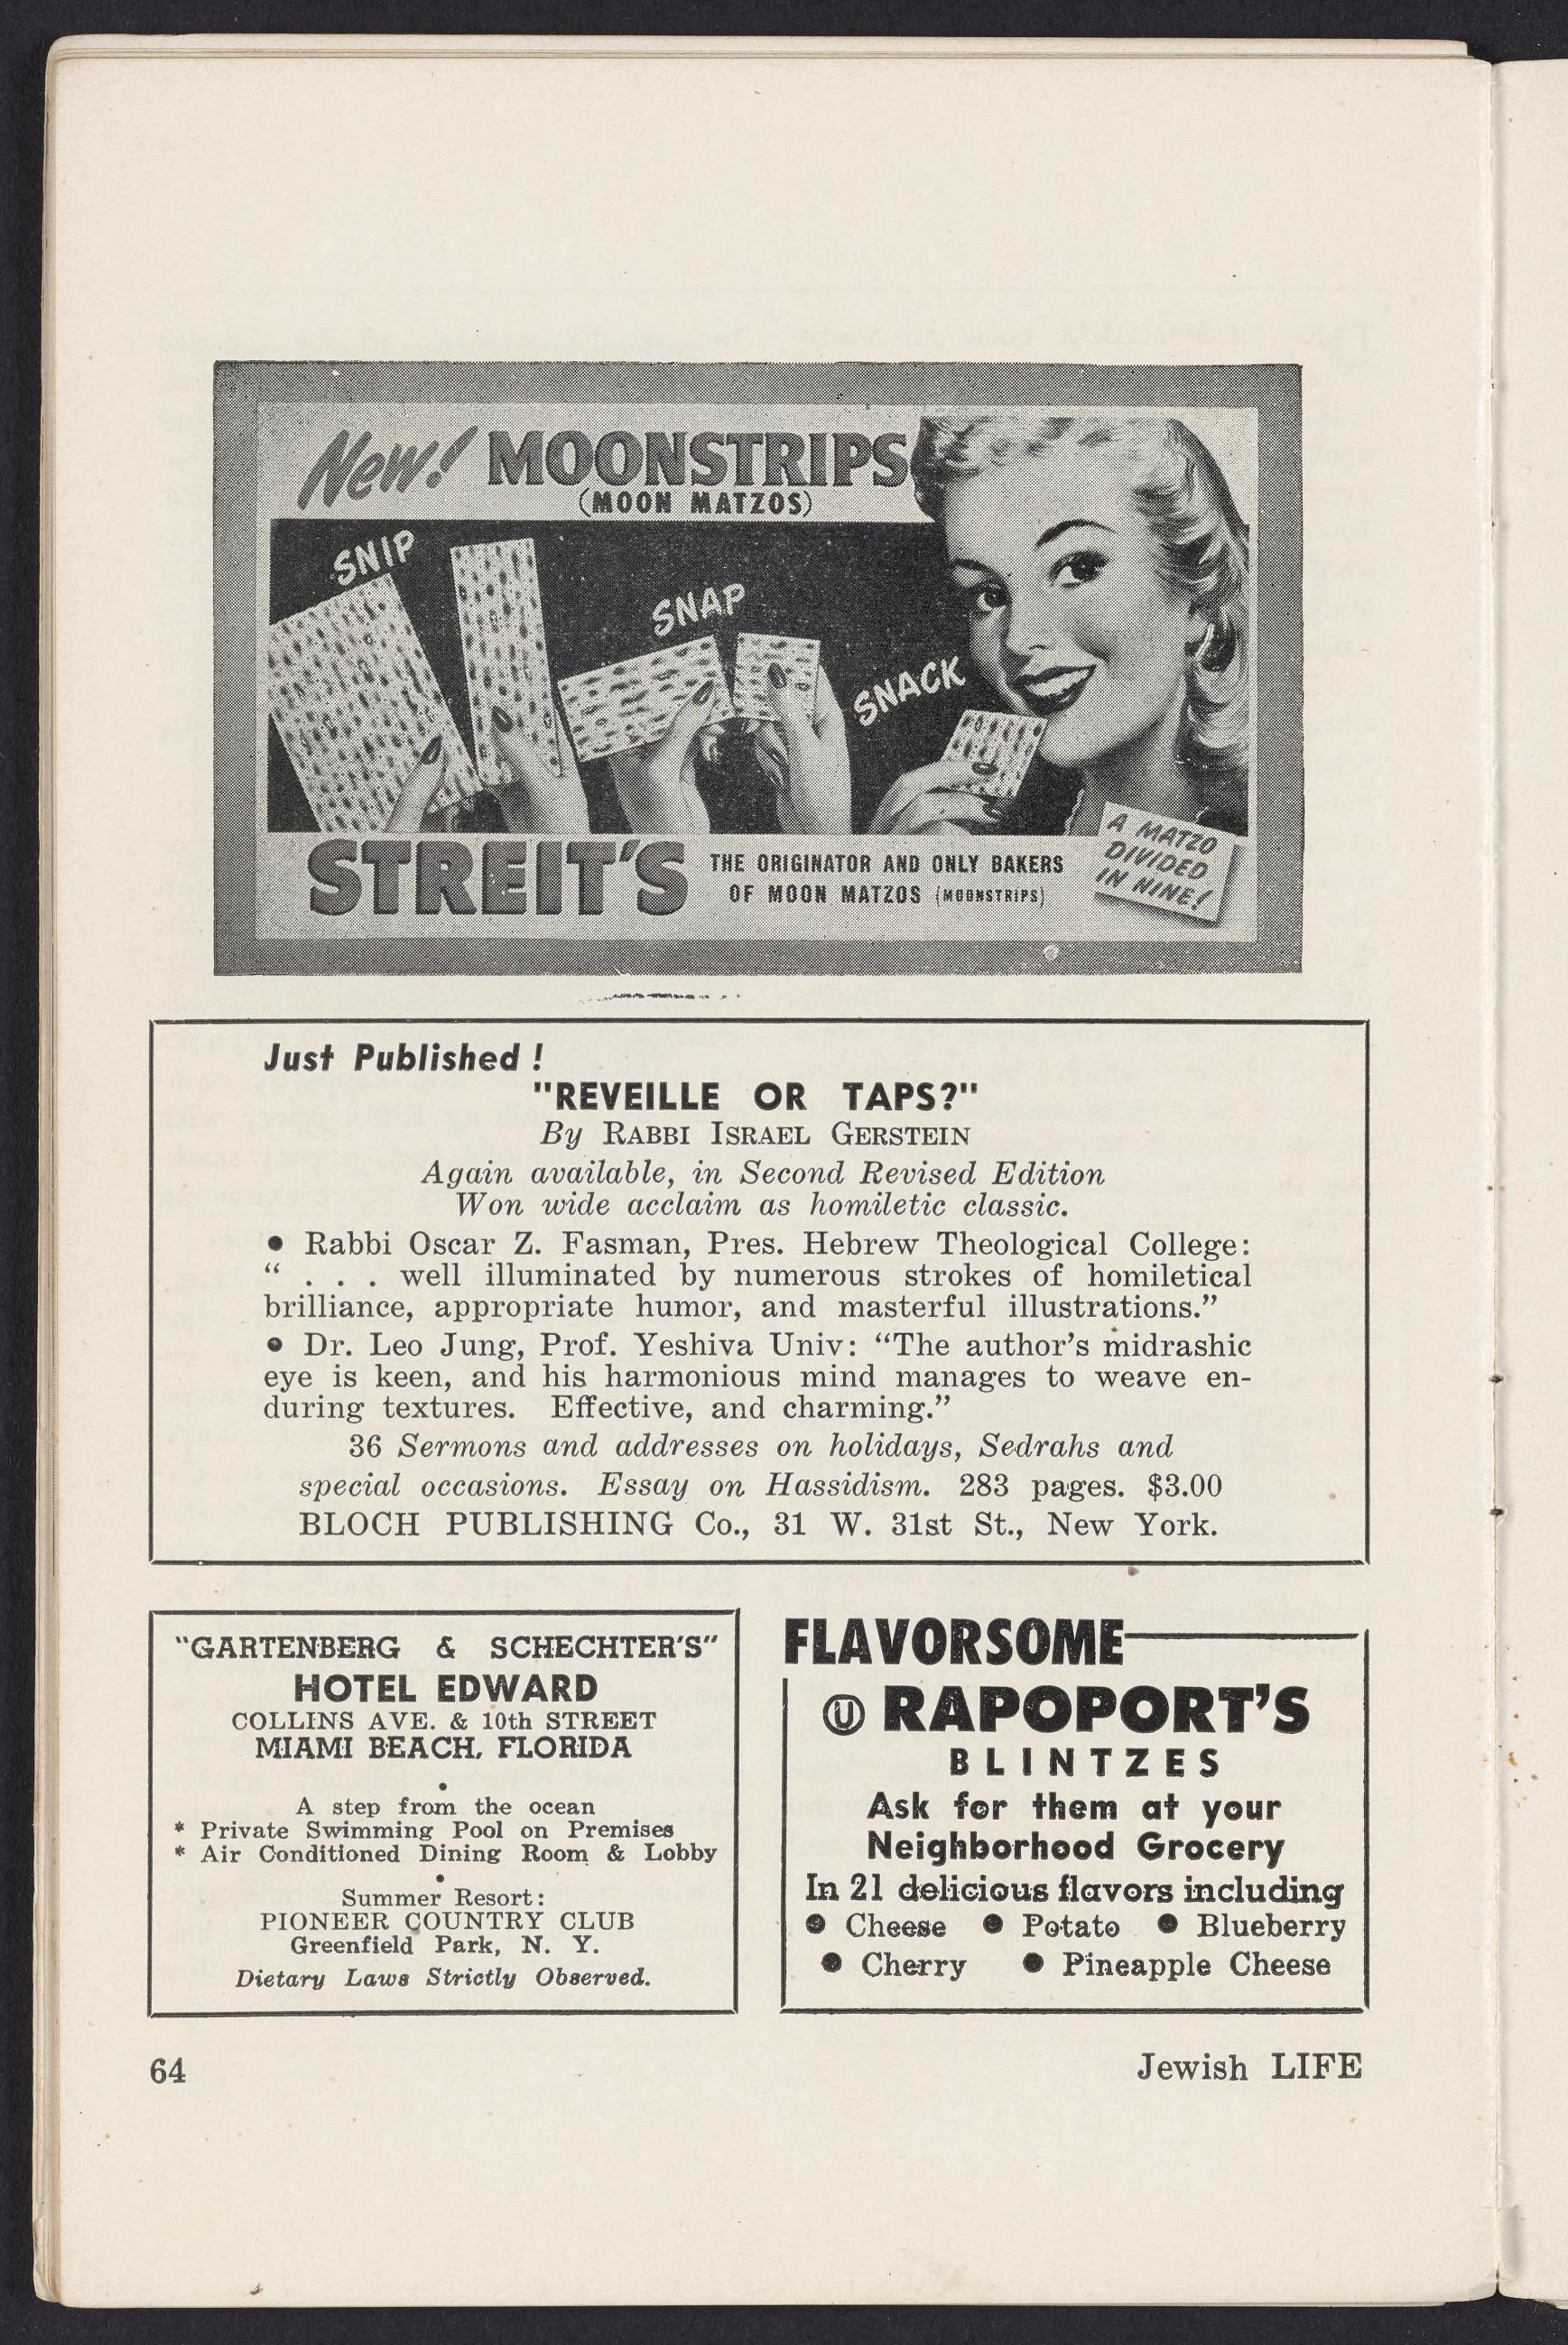 New! MOONSTRIPS
(MOON MATZOS)
SNIP
SNAP
SNACK
STREIT'S
THE ORIGINATOR AND ONLY BAKERS
OF MOON MATZOS (MOONSTRIPS)
A MATZO
DIVIDED
IN NINE!
Just Published !
"REVEILLE OR TAPS?"
By RABBI ISRAEL GERSTEIN
Again available, in Second Revised Edition
Won wide acclaim as homiletic classic.
● Rabbi Oscar Z. Fasman, Pres. Hebrew Theological College:
“ . . . well illuminated by numerous strokes of homiletical
brilliance, appropriate humor, and masterful illustrations.”
● Dr. Leo Jung, Prof. Yeshiva Univ: “The author’s midrashic
eye is keen, and his harmonious mind manages to weave en-
during textures. Effective, and charming.”
36 Sermons and addresses on holidays, Sedrahs and
special occasions. Essay on Hassidism. 283 pages. $3.00
BLOCH PUBLISHING Co., 31 W. 31st St., New York.
"GARTENBERG & SCHECHTER'S"
HOTEL EDWARD
COLLINS AVE. & 10th STREET
MIAMI BEACH, FLORIDA
●
A step from the ocean
* Private Swimming Pool on Premises
* Air Conditioned Dining Room & Lobby
●
Summer Resort:
PIONEER COUNTRY CLUB
Greenfield Park, N. Y.
Dietary Laws Strictly Observed.
FLAVORSOME
Ⓤ RAPOPORT'S
BLINTZES
Ask for them at your
Neighborhood Grocery
In 21 delicious flavors including
● Cheese ● Potato ● Blueberry
● Cherry ● Pineapple Cheese
64
Jewish LIFE